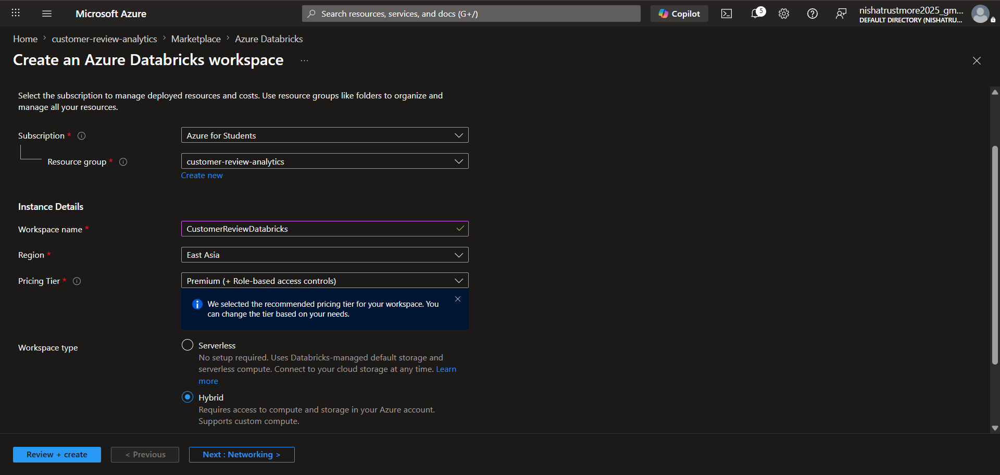 Microsoft Azure
Search resources, services, and docs (G+/)
Copilot
5
nishatrustmore2025_gm...
DEFAULT DIRECTORY (NISHATRU...
Home > customer-review-analytics > Marketplace > Azure Databricks
Create an Azure Databricks workspace ...
Select the subscription to manage deployed resources and costs. Use resource groups like folders to organize and
manage all your resources.
Subscription *
Azure for Students
Resource group *
customer-review-analytics
Create new
Instance Details
Workspace name *
CustomerReviewDatabricks
Region *
East Asia
Pricing Tier *
Premium (+ Role-based access controls)
We selected the recommended pricing tier for your workspace. You
can change the tier based on your needs.
Workspace type
Serverless
No setup required. Uses Databricks-managed default storage and
serverless compute. Connect to your cloud storage at any time. Learn
more
Hybrid
Requires access to compute and storage in your Azure account.
Supports custom compute.
Review + create
< Previous
Next : Networking >